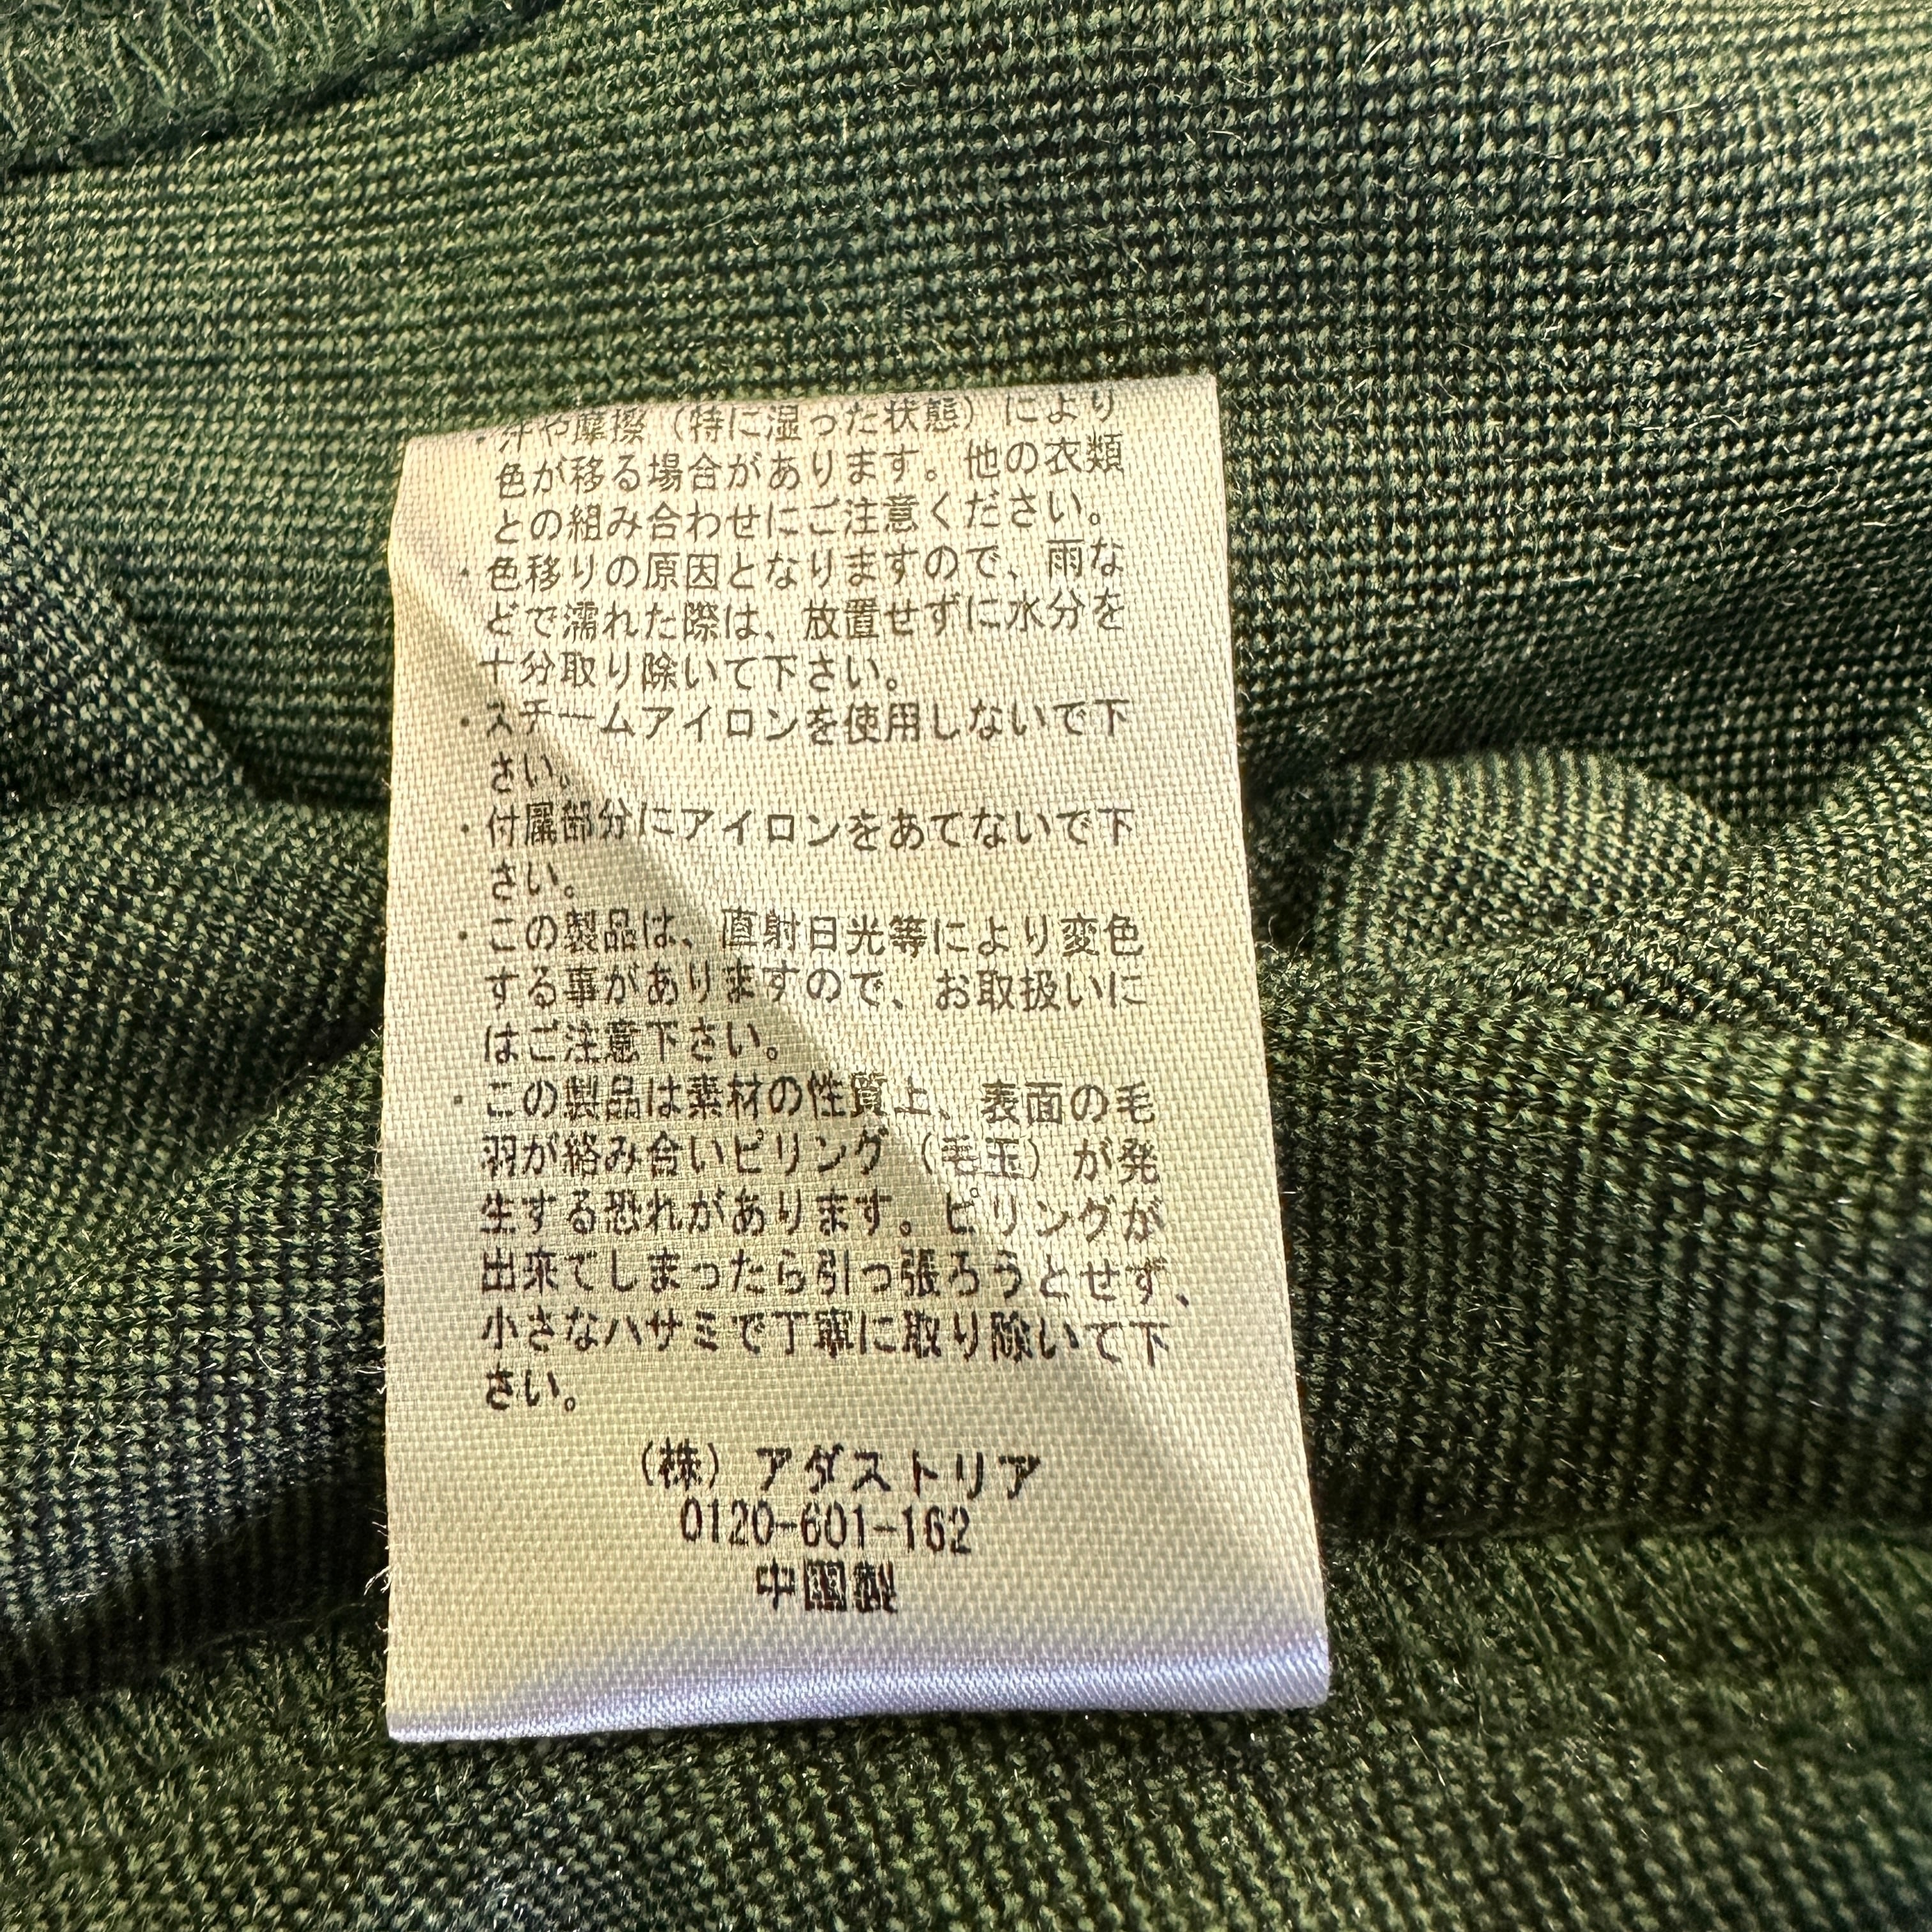 ・汗や摩擦（特に湿った状態）により
色が移る場合があります。他の衣類
との組み合わせにご注意ください。
・色移りの原因となりますので、雨な
どで濡れた際は、放置せずに水分を
十分取り除いて下さい。
・スチームアイロンを使用しないで下
さい。
・付属部分にアイロンをあてないで下
さい。
・この製品は、直射日光等により変色
する事がありますので、お取扱いに
はご注意下さい。
・この製品は素材の性質上、表面の毛
羽が絡み合いピリング（毛玉）が発
生する恐れがあります。ピリングが
出来てしまったら引っ張ろうとせず、
小さなハサミで丁寧に取り除いて下
さい。
（株）アダストリア
0120-601-162
中国製